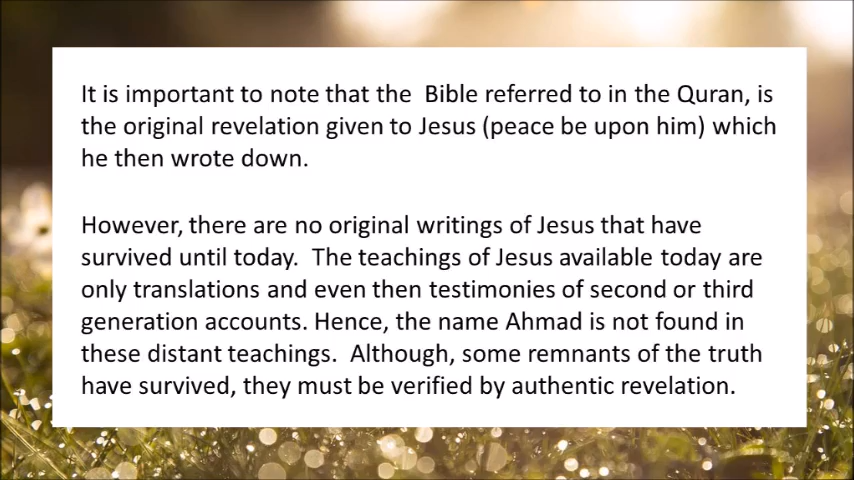 It is important to note that the  Bible referred to in the Quran, is
the original revelation given to Jesus (peace be upon him) which
he then wrote down.
However, there are no original writings of Jesus that have
survived until today.  The teachings of Jesus available today are
only translations and even then testimonies of second or third
generation accounts. Hence, the name Ahmad is not found in
these distant teachings.  Although, some remnants of the truth
have survived, they must be verified by authentic revelation.